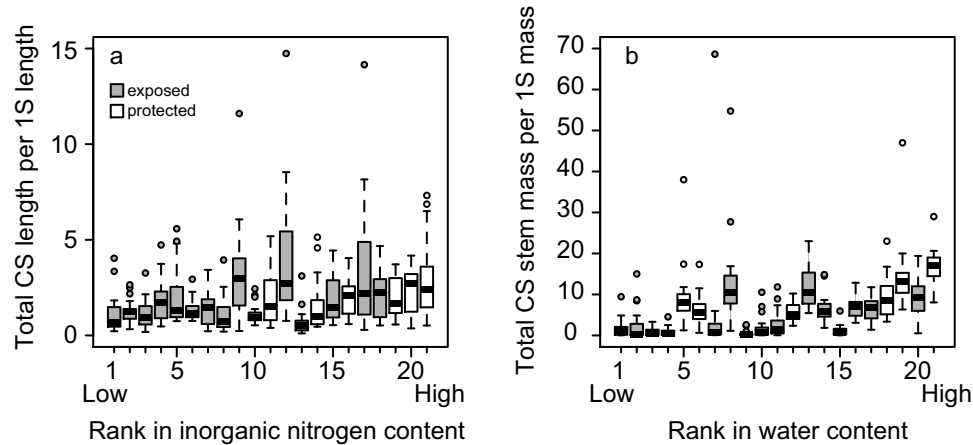 Total CS length per 1S length
15
10
5
0
a
exposed
protected
1
5
10
15
20
Low
High
Rank in inorganic nitrogen content
Total CS stem mass per 1S mass
70
60
50
40
30
20
10
0
b
1
5
10
15
20
Low
High
Rank in water content